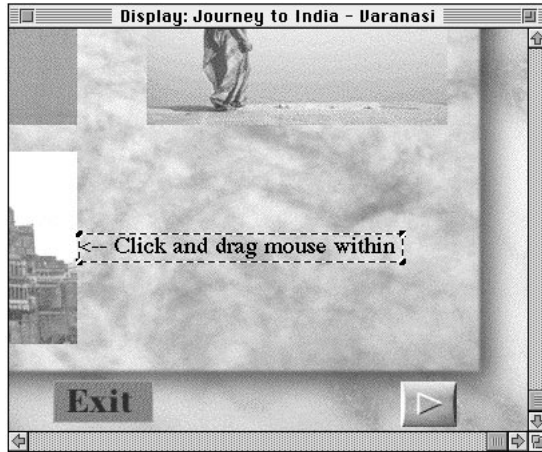 Display: Journey to India - Varanasi
<-- Click and drag mouse within
Exit